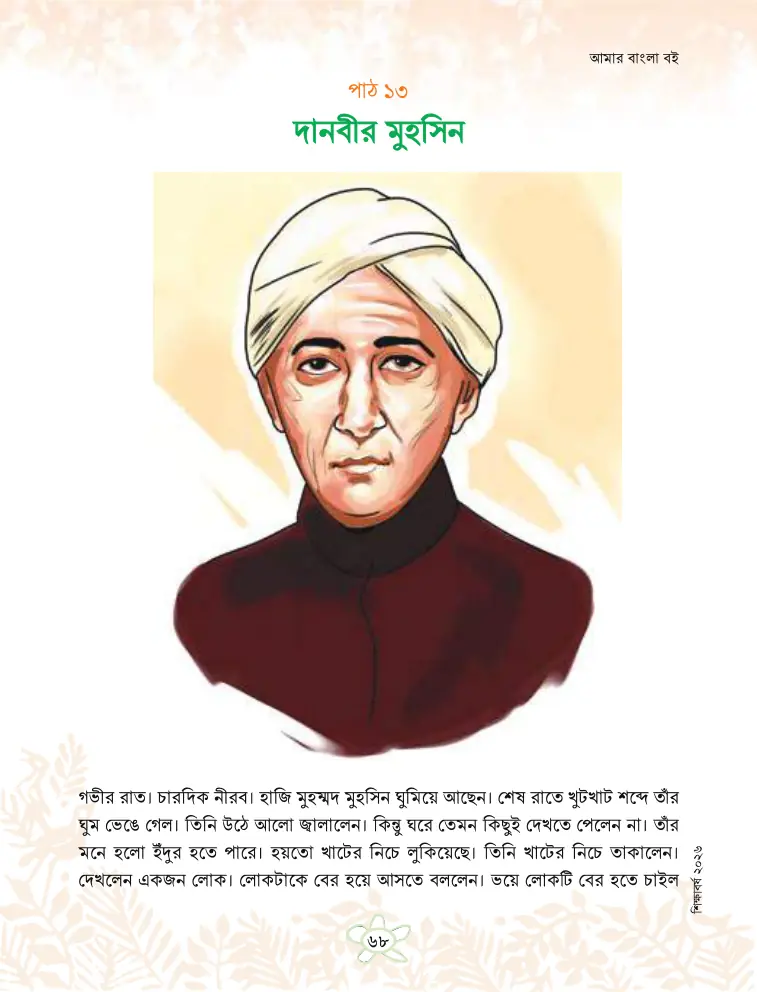 আমার বাংলা বই
পাঠ ১৩
দানবীর মুহসিন
গভীর রাত। চারদিক নীরব। হাজি মুহম্মদ মুহসিন ঘুমিয়ে আছেন। শেষ রাতে খুটখাট শব্দে তাঁর
ঘুম ভেঙে গেল। তিনি উঠে আলো জ্বালালেন। কিন্তু ঘরে তেমন কিছুই দেখতে পেলেন না। তাঁর
মনে হলো ইঁদুর হতে পারে। হয়তো খাটের নিচে লুকিয়েছে। তিনি খাটের নিচে তাকালেন।
দেখলেন একজন লোক। লোকটাকে বের হয়ে আসতে বললেন। ভয়ে লোকটি বের হতে চাইল
শিক্ষাবর্ষ ২০২৬
৬৮